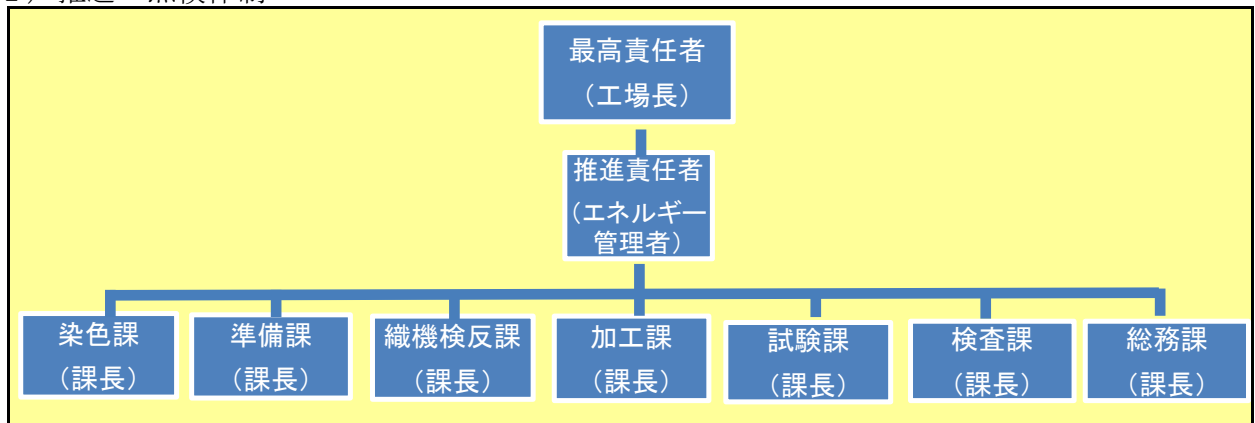 最高責任者
（工場長）
推進責任者
（エネルギー
管理者）
染色課
（課長）
準備課
（課長）
織機検反課
（課長）
加工課
（課長）
試験課
（課長）
検査課
（課長）
総務課
（課長）